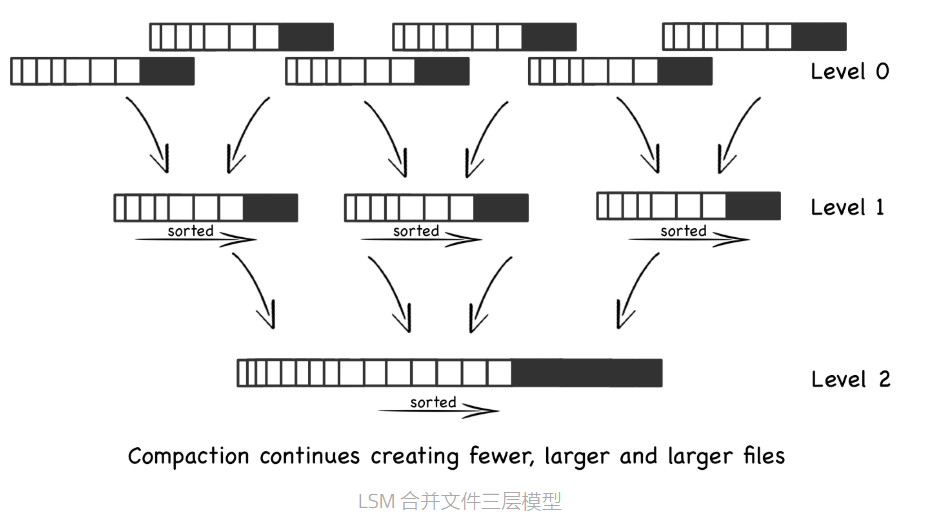 Level 0
Level 1
sorted
sorted
sorted
Level 2
sorted
Compaction continues creating fewer, larger and larger files
LSM 合并文件三层模型